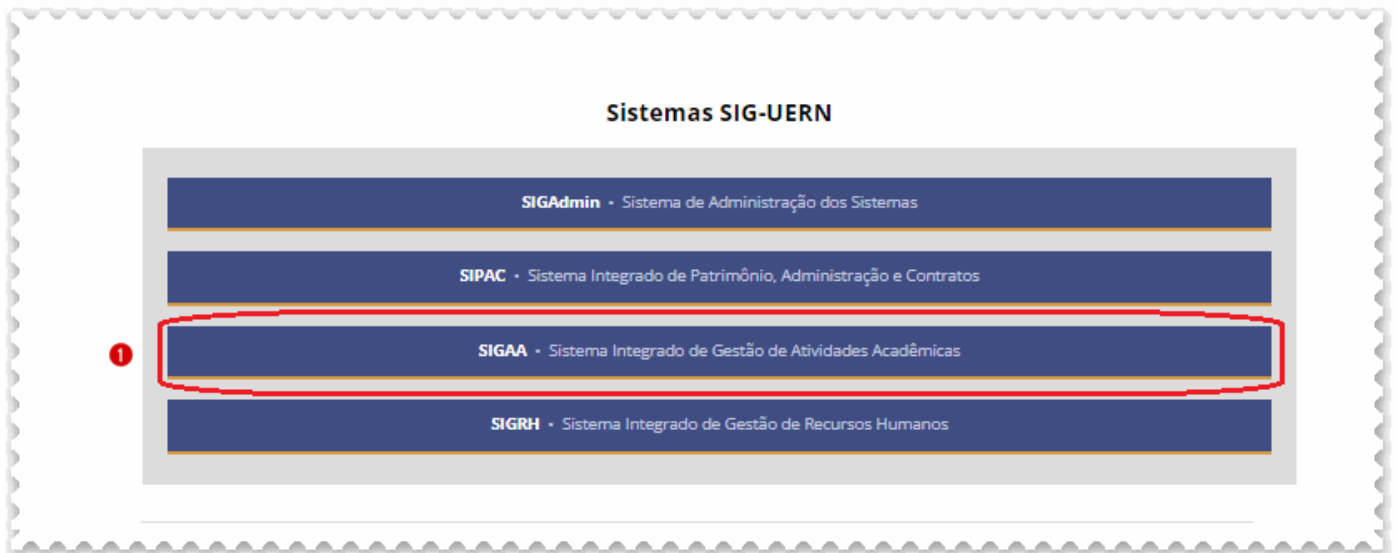 Sistemas SIG-UERN
SIGAdmin • Sistema de Administração dos Sistemas
SIPAC • Sistema Integrado de Patrimônio, Administração e Contratos
1
SIGAA • Sistema Integrado de Gestão de Atividades Acadêmicas
SIGRH • Sistema Integrado de Gestão de Recursos Humanos